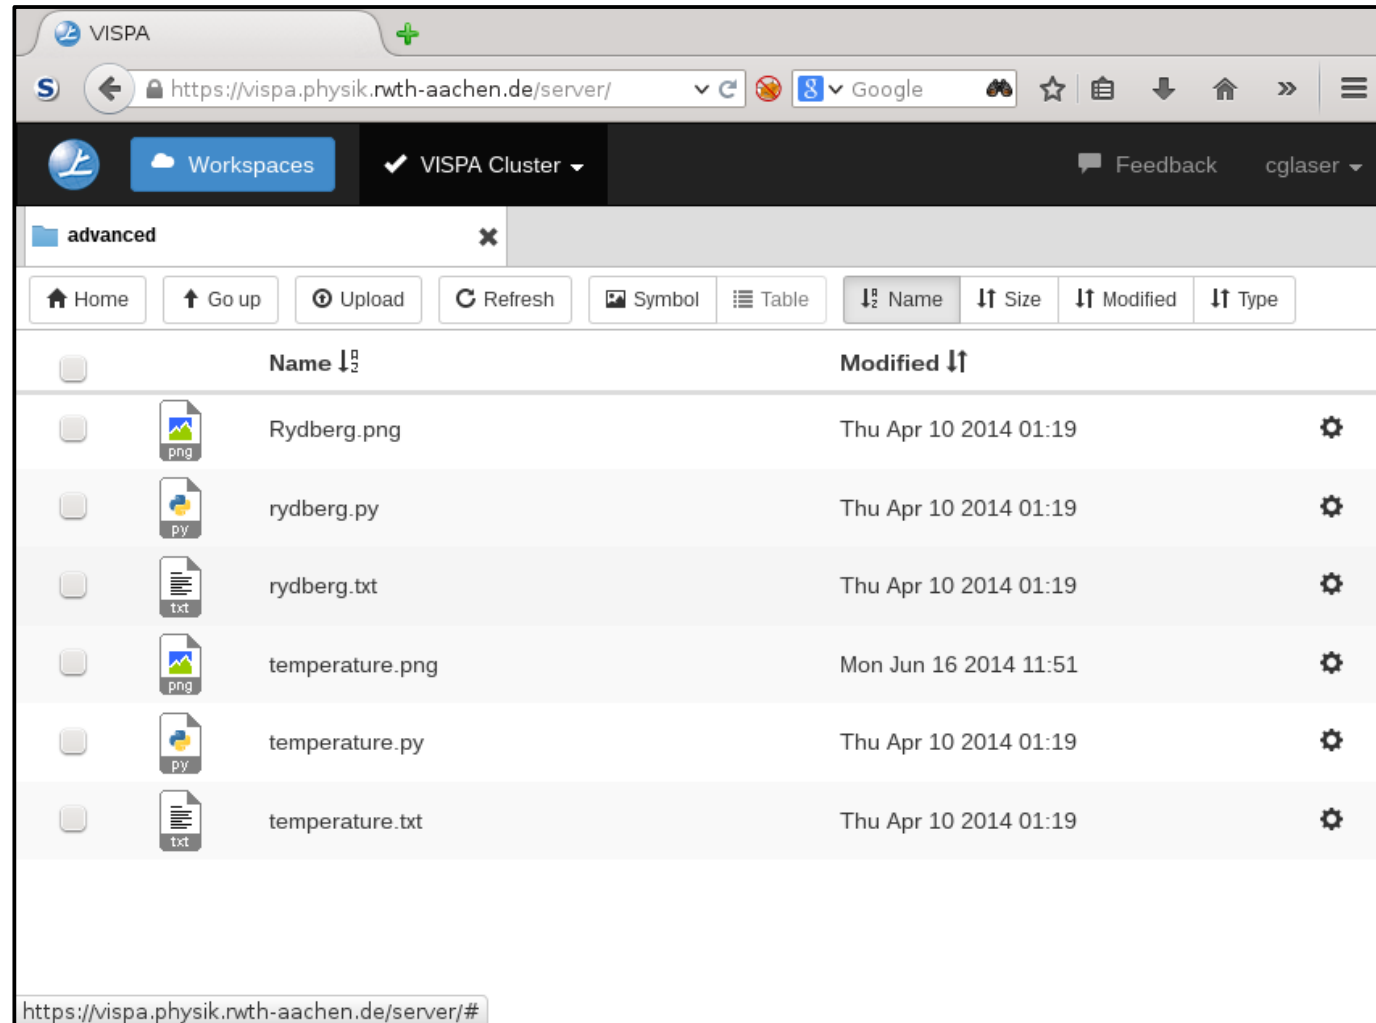 VISPA
S https://vispa.physik.rwth-aachen.de/server/ 8 Google
Workspaces VISPA Cluster Feedback cglaser
advanced
Home Go up Upload Refresh Symbol Table Name Size Modified Type
Name Modified
png Rydberg.png Thu Apr 10 2014 01:19
py rydberg.py Thu Apr 10 2014 01:19
txt rydberg.txt Thu Apr 10 2014 01:19
png temperature.png Mon Jun 16 2014 11:51
py temperature.py Thu Apr 10 2014 01:19
txt temperature.txt Thu Apr 10 2014 01:19
https://vispa.physik.rwth-aachen.de/server/#